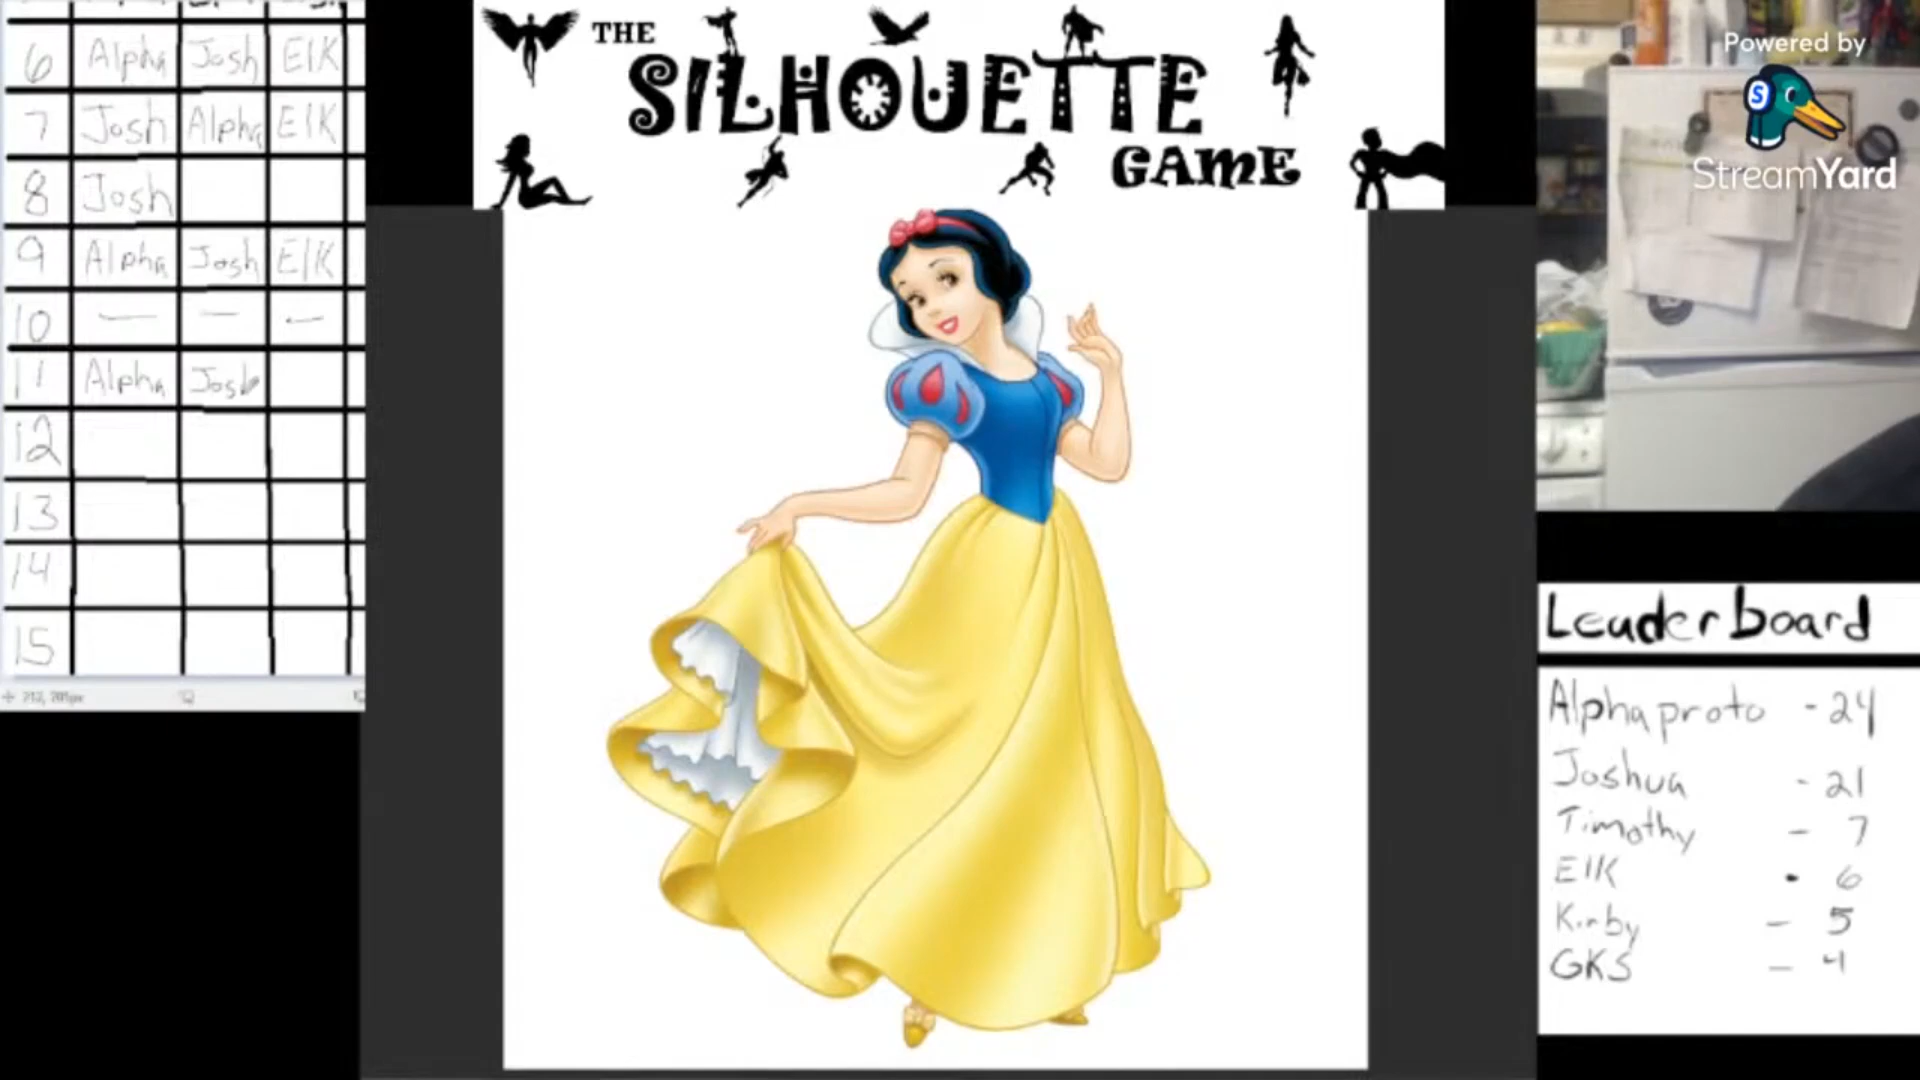 6 Alpha Josh Elk
7 Josh Alpha Elk
8 Josh
9 Alpha Josh Elk
10 — — —
11 Alpha Josh
12
13
14
15
THE
SILHOUETTE
GAME
Powered by
S
StreamYard
Leaderboard
Alphaproto - 24
Joshua - 21
Timothy - 7
Elk - 6
Kirby - 5
GKS - 4